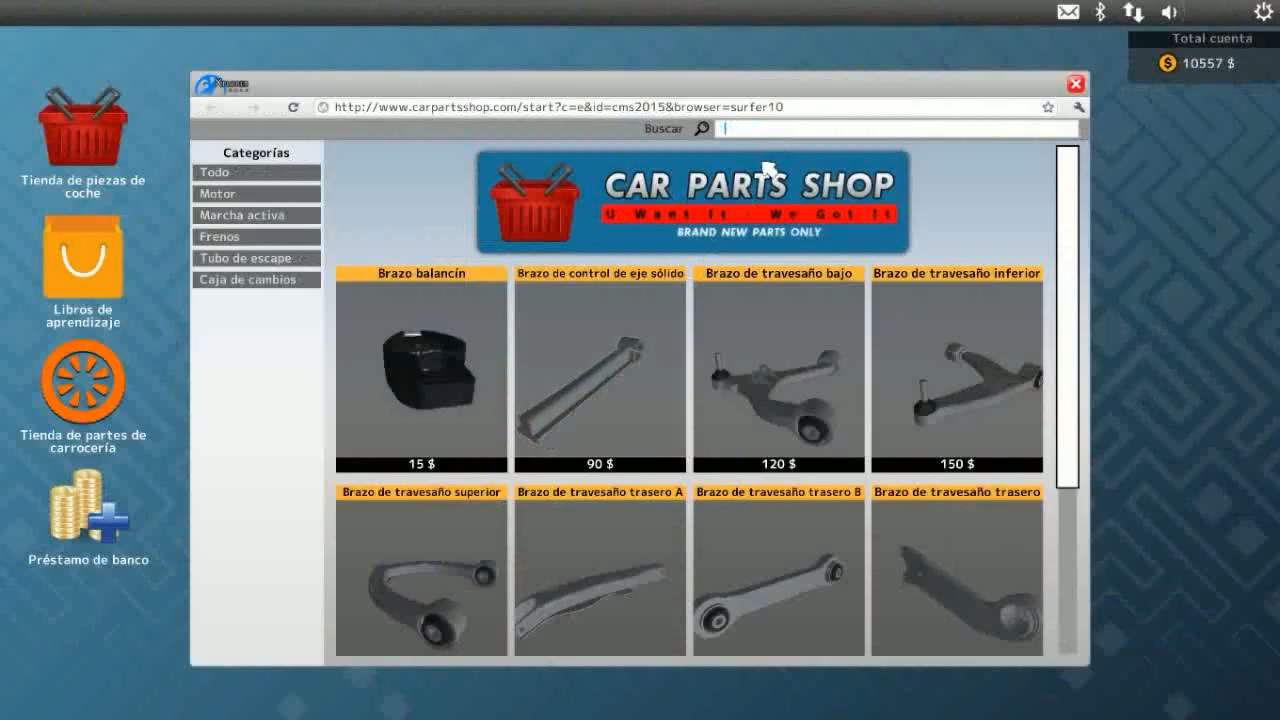 Total cuenta
10557 $
http://www.carpartsshop.com/start?c=e&id=cms2015&browser=surfer10
Buscar
Tienda de piezas de
coche
Libros de
aprendizaje
Tienda de partes de
carrocería
Préstamo de banco
Categorías
Todo
Motor
Marcha activa
Frenos
Tubo de escape
Caja de cambios
CAR PARTS SHOP
U Want It - We Got It
BRAND NEW PARTS ONLY
Brazo balancín
Brazo de control de eje sólido
Brazo de travesaño bajo
Brazo de travesaño inferior
15 $
90 $
120 $
150 $
Brazo de travesaño superior
Brazo de travesaño trasero A
Brazo de travesaño trasero B
Brazo de travesaño trasero